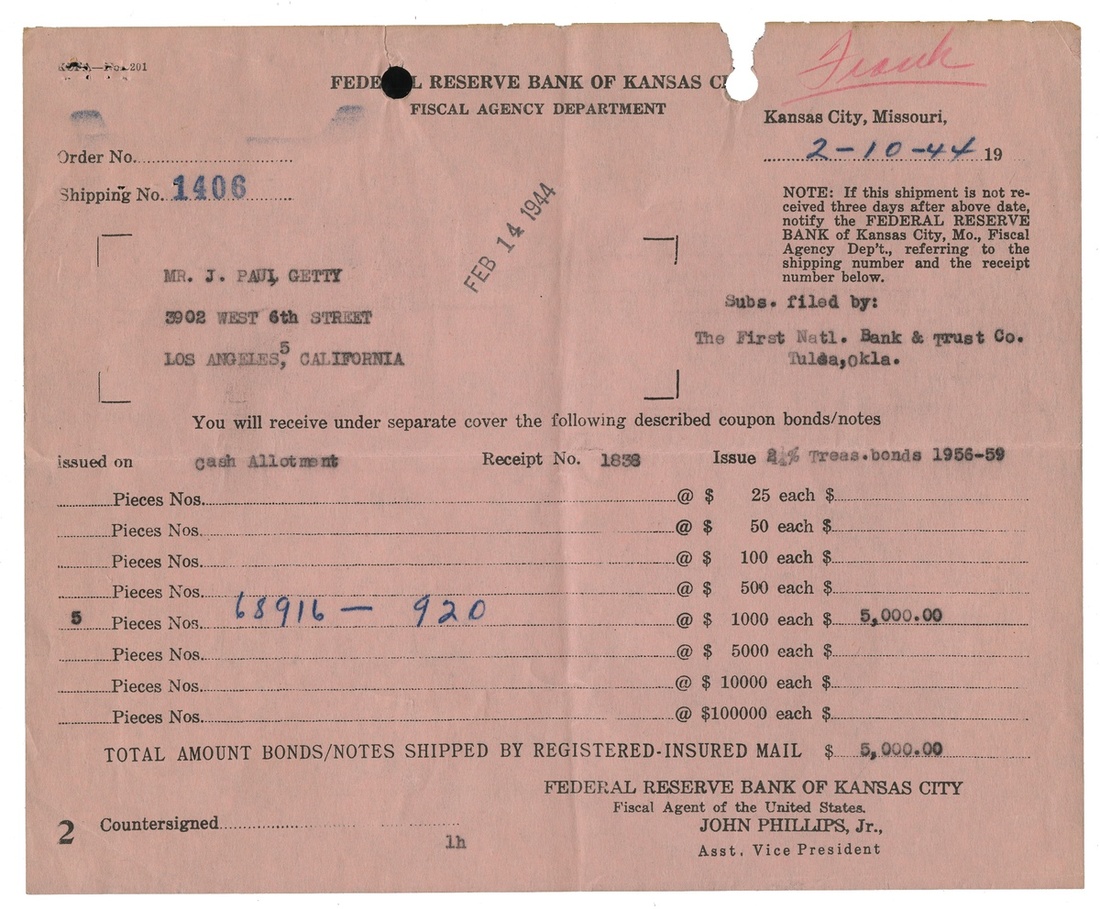 201
Frank
FEDE L RESERVE BANK OF KANSAS C
FISCAL AGENCY DEPARTMENT
Kansas City, Missouri,
2-10-44 19
Order No.
Shipping No. 1406
FEB 14 1944
NOTE: If this shipment is not re-
ceived three days after above date,
notify the FEDERAL RESERVE
BANK of Kansas City, Mo., Fiscal
Agency Dep't., referring to the
shipping number and the receipt
number below.
MR. J. PAUL GETTY
3902 WEST 6th STREET
LOS ANGELES, 5 CALIFORNIA
Subs. filed by:
The First Natl. Bank & Trust Co.
Tulsa,Okla.
You will receive under separate cover the following described coupon bonds/notes
issued on cash Allotment Receipt No. 1838 Issue 2¼% Treas.bonds 1956-59
Pieces Nos. @ $ 25 each $
Pieces Nos. @ $ 50 each $
Pieces Nos. @ $ 100 each $
Pieces Nos. @ $ 500 each $
5 Pieces Nos. 68916 — 920 @ $ 1000 each $ 5,000.00
Pieces Nos. @ $ 5000 each $
Pieces Nos. @ $ 10000 each $
Pieces Nos. @ $100000 each $
TOTAL AMOUNT BONDS/NOTES SHIPPED BY REGISTERED-INSURED MAIL $ 5,000.00
FEDERAL RESERVE BANK OF KANSAS CITY
Fiscal Agent of the United States.
JOHN PHILLIPS, Jr.,
Asst. Vice President
2 Countersigned
lh